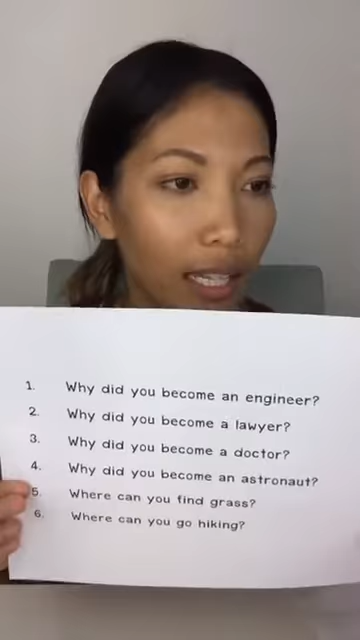 1. Why did you become an engineer?
2. Why did you become a lawyer?
3. Why did you become a doctor?
4. Why did you become an astronaut?
5. Where can you find grass?
6. Where can you go hiking?